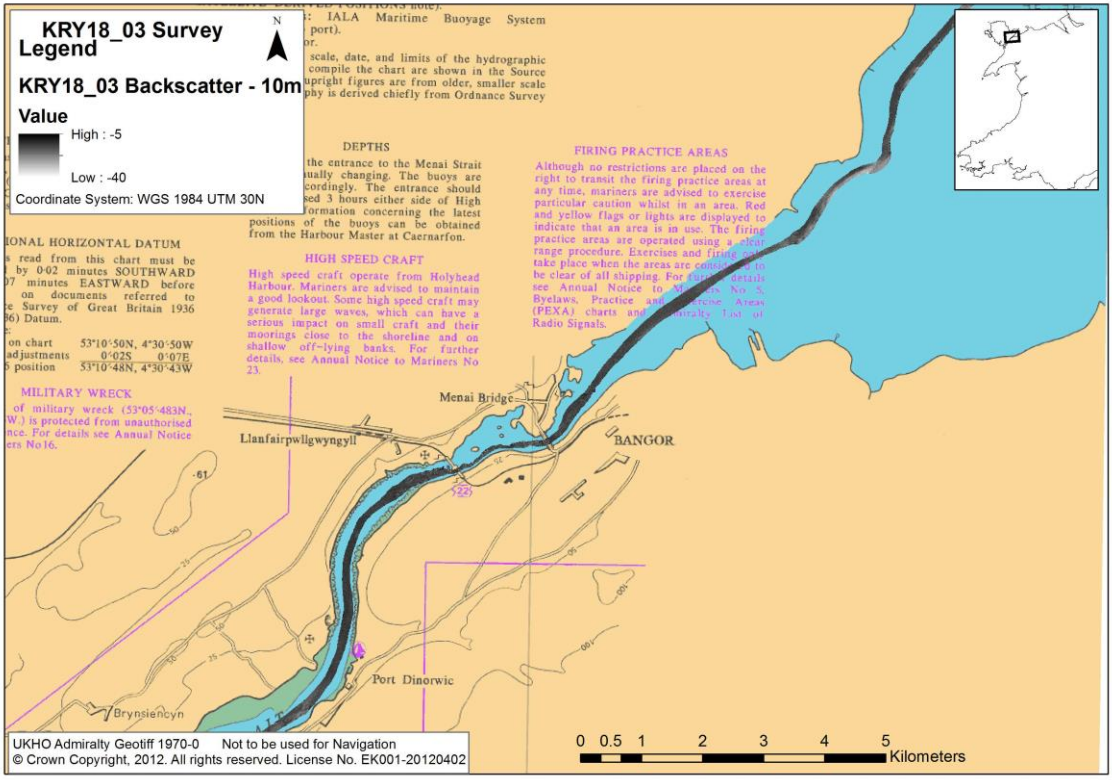 KRY18_03 Survey
Legend
KRY18_03 Backscatter - 10m
Value
High : -5
Low : -40
Coordinate System: WGS 1984 UTM 30N
N
DERIVED POSITIONS note).
IALA Maritime Buoyage System
port).
or.
scale, date, and limits of the hydrographic
compile the chart are shown in the Source
upright figures are from older, smaller scale
phy is derived chiefly from Ordnance Survey
DEPTHS
the entrance to the Menai Strait
ually changing. The buoys are
cordingly. The entrance should
sed 3 hours either side of High
formation concerning the latest
positions of the buoys can be obtained
from the Harbour Master at Caernarfon.
HIGH SPEED CRAFT
High speed craft operate from Holyhead
Harbour. Mariners are advised to maintain
a good lookout. Some high speed craft may
generate large waves, which can have a
serious impact on small craft and their
moorings close to the shoreline and on
shallow off-lying banks. For further
details, see Annual Notice to Mariners No
23.
FIRING PRACTICE AREAS
Although no restrictions are placed on the
right to transit the firing practice areas at
any time, mariners are advised to exercise
particular caution whilst in an area. Red
and yellow flags or lights are displayed to
indicate that an area is in use. The firing
practice areas are operated using a clear
range procedure. Exercises and firing only
take place when the areas are considered to
be clear of all shipping. For further details
see Annual Notice to Mariners No 5,
Byelaws, Practice and Exercise Areas
(PEXA) charts and Admiralty List of
Radio Signals.
IONAL HORIZONTAL DATUM
s read from this chart must be
by 0·02 minutes SOUTHWARD
07 minutes EASTWARD before
on documents referred to
e Survey of Great Britain 1936
36) Datum.
on chart 53°10'·50N, 4°30'·50W
adjustments 0'·02S 0'·07E
position 53°10'·48N, 4°30'·43W
MILITARY WRECK
of military wreck (53°05'·483N.,
W.) is protected from unauthorised
nce. For details see Annual Notice
ers No16.
Menai Bridge
Llanfairpwllgwyngyll
BANGOR
22
25
·61
50
25
50
100
100
50
25
Port Dinorwic
Brynsiencyn
UKHO Admiralty Geotiff 1970-0 Not to be used for Navigation
© Crown Copyright, 2012. All rights reserved. License No. EK001-20120402
0 0.5 1 2 3 4 5
Kilometers